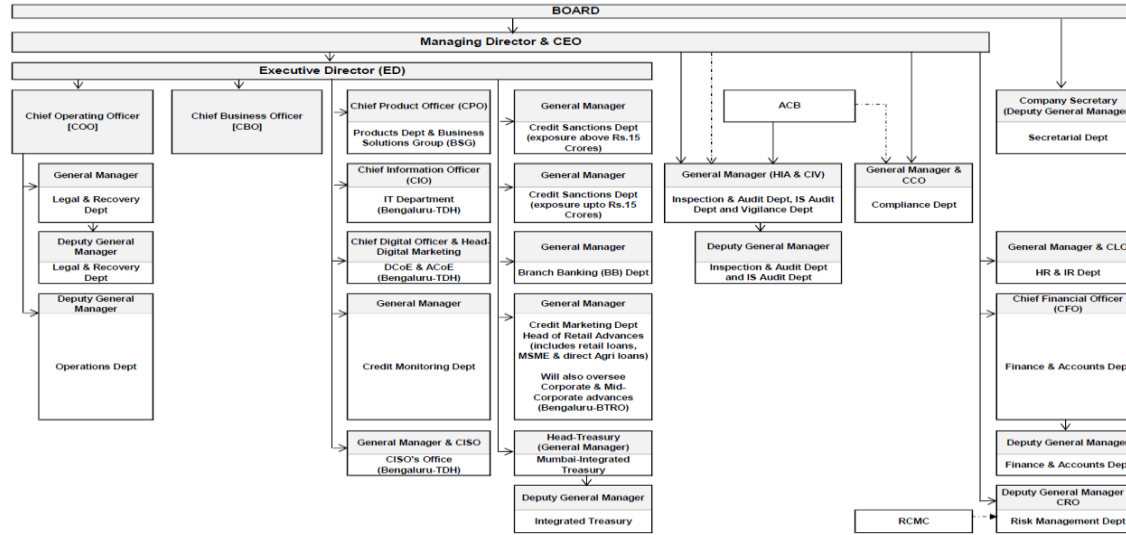 BOARD
Managing Director & CEO
Executive Director (ED)
Chief Operating Officer
[COO]
General Manager
Legal & Recovery
Dept
Deputy General
Manager
Legal & Recovery
Dept
Deputy General
Manager
Operations Dept
Chief Business Officer
[CBO]
Chief Product Officer (CPO)
Products Dept & Business
Solutions Group (BSG)
Chief Information Officer
(CIO)
IT Department
(Bengaluru-TDH)
Chief Digital Officer & Head-
Digital Marketing
DCoE & ACoE
(Bengaluru-TDH)
General Manager
Credit Monitoring Dept
General Manager & CISO
CISO's Office
(Bengaluru-TDH)
General Manager
Credit Sanctions Dept
(exposure above Rs.15
Crores)
General Manager
Credit Sanctions Dept
(exposure upto Rs.15
Crores)
General Manager
Branch Banking (BB) Dept
General Manager
Credit Marketing Dept
Head of Retail Advances
(includes retail loans,
MSME & direct Agri loans)
Will also oversee
Corporate & Mid-
Corporate advances
(Bengaluru-BTRO)
Head-Treasury
(General Manager)
Mumbai-Integrated
Treasury
Deputy General Manager
Integrated Treasury
ACB
General Manager (HIA & CIV)
Inspection & Audit Dept, IS Audit
Dept and Vigilance Dept
Deputy General Manager
Inspection & Audit Dept
and IS Audit Dept
General Manager &
CCO
Compliance Dept
RCMC
Company Secretary
(Deputy General Manager
Secretarial Dept
General Manager & CLO
HR & IR Dept
Chief Financial Officer
(CFO)
Finance & Accounts Dep
Deputy General Manager
Finance & Accounts Dep
Deputy General Manager
CRO
Risk Management Dept